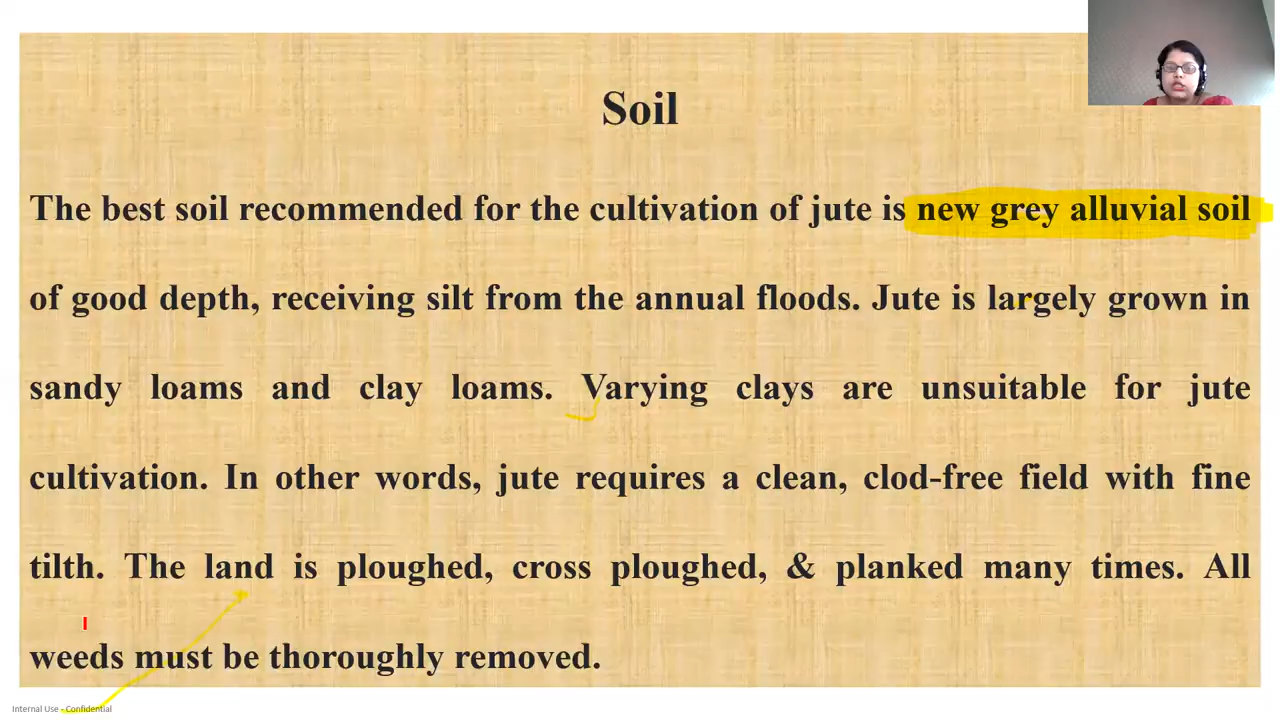 Soil
The best soil recommended for the cultivation of jute is new grey alluvial soil
of good depth, receiving silt from the annual floods. Jute is largely grown in
sandy loams and clay loams. Varying clays are unsuitable for jute
cultivation. In other words, jute requires a clean, clod-free field with fine
tilth. The land is ploughed, cross ploughed, & planked many times. All
weeds must be thoroughly removed.
Internal Use - Confidential